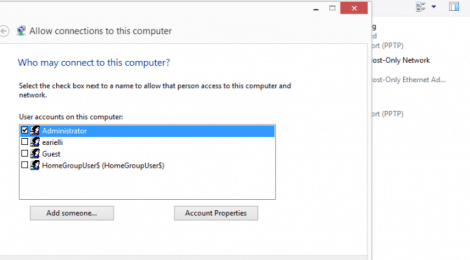 Allow connections to this computer
Who may connect to this computer?
Select the check box next to a name to allow that person access to this computer and
network.
User accounts on this computer:
Administrator
earielli
Guest
HomeGroupUser$ (HomeGroupUser$)
Add someone...
Account Properties
ort (PPTP)
ost-Only Network
Host-Only Ethernet Ad...
ort (PPTP)